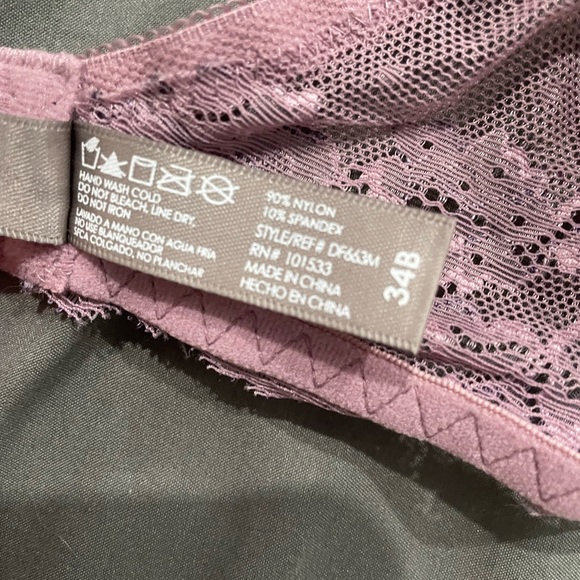 HAND WASH COLD
DO NOT BLEACH, LINE DRY,
DO NOT IRON
LAVADO A MANO CON AGUA FRIA
NO USE BLANQUEADOR
SFCA COLGADO, NO PLANCHAR
90% NYLON
10% SPANDEX
STYLE/REF# DF663M
RN# 101533
MADE IN CHINA
HECHO EN CHINA
34B